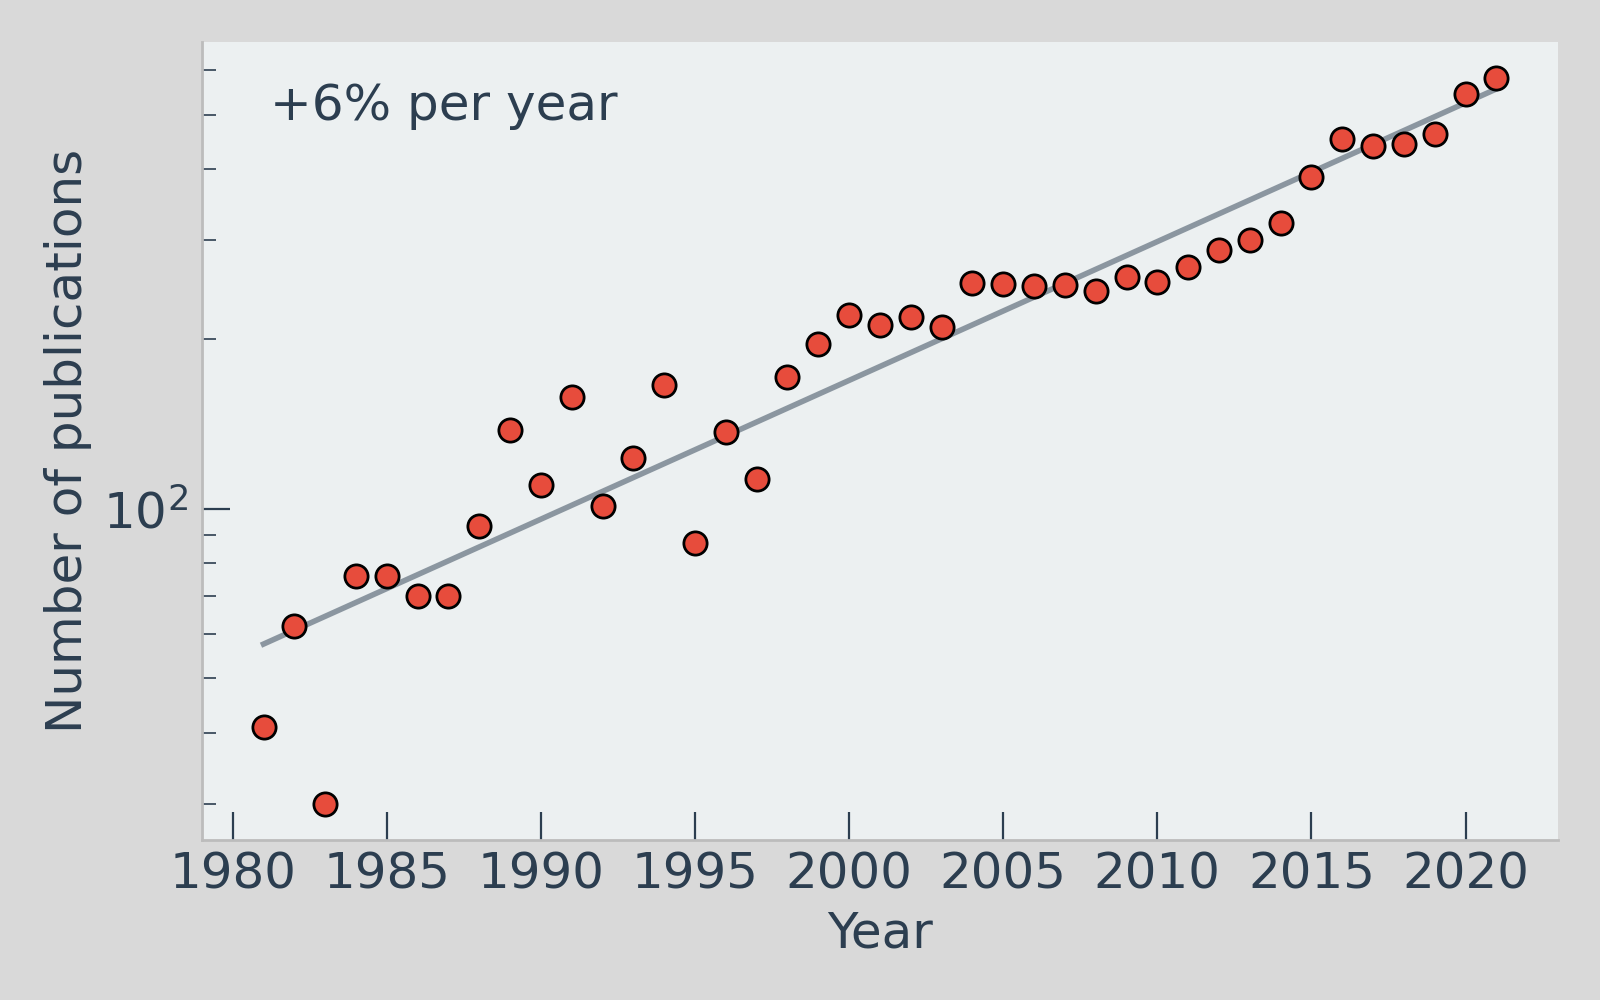 +6% per year
Number of publications
10²
1980 1985 1990 1995 2000 2005 2010 2015 2020
Year